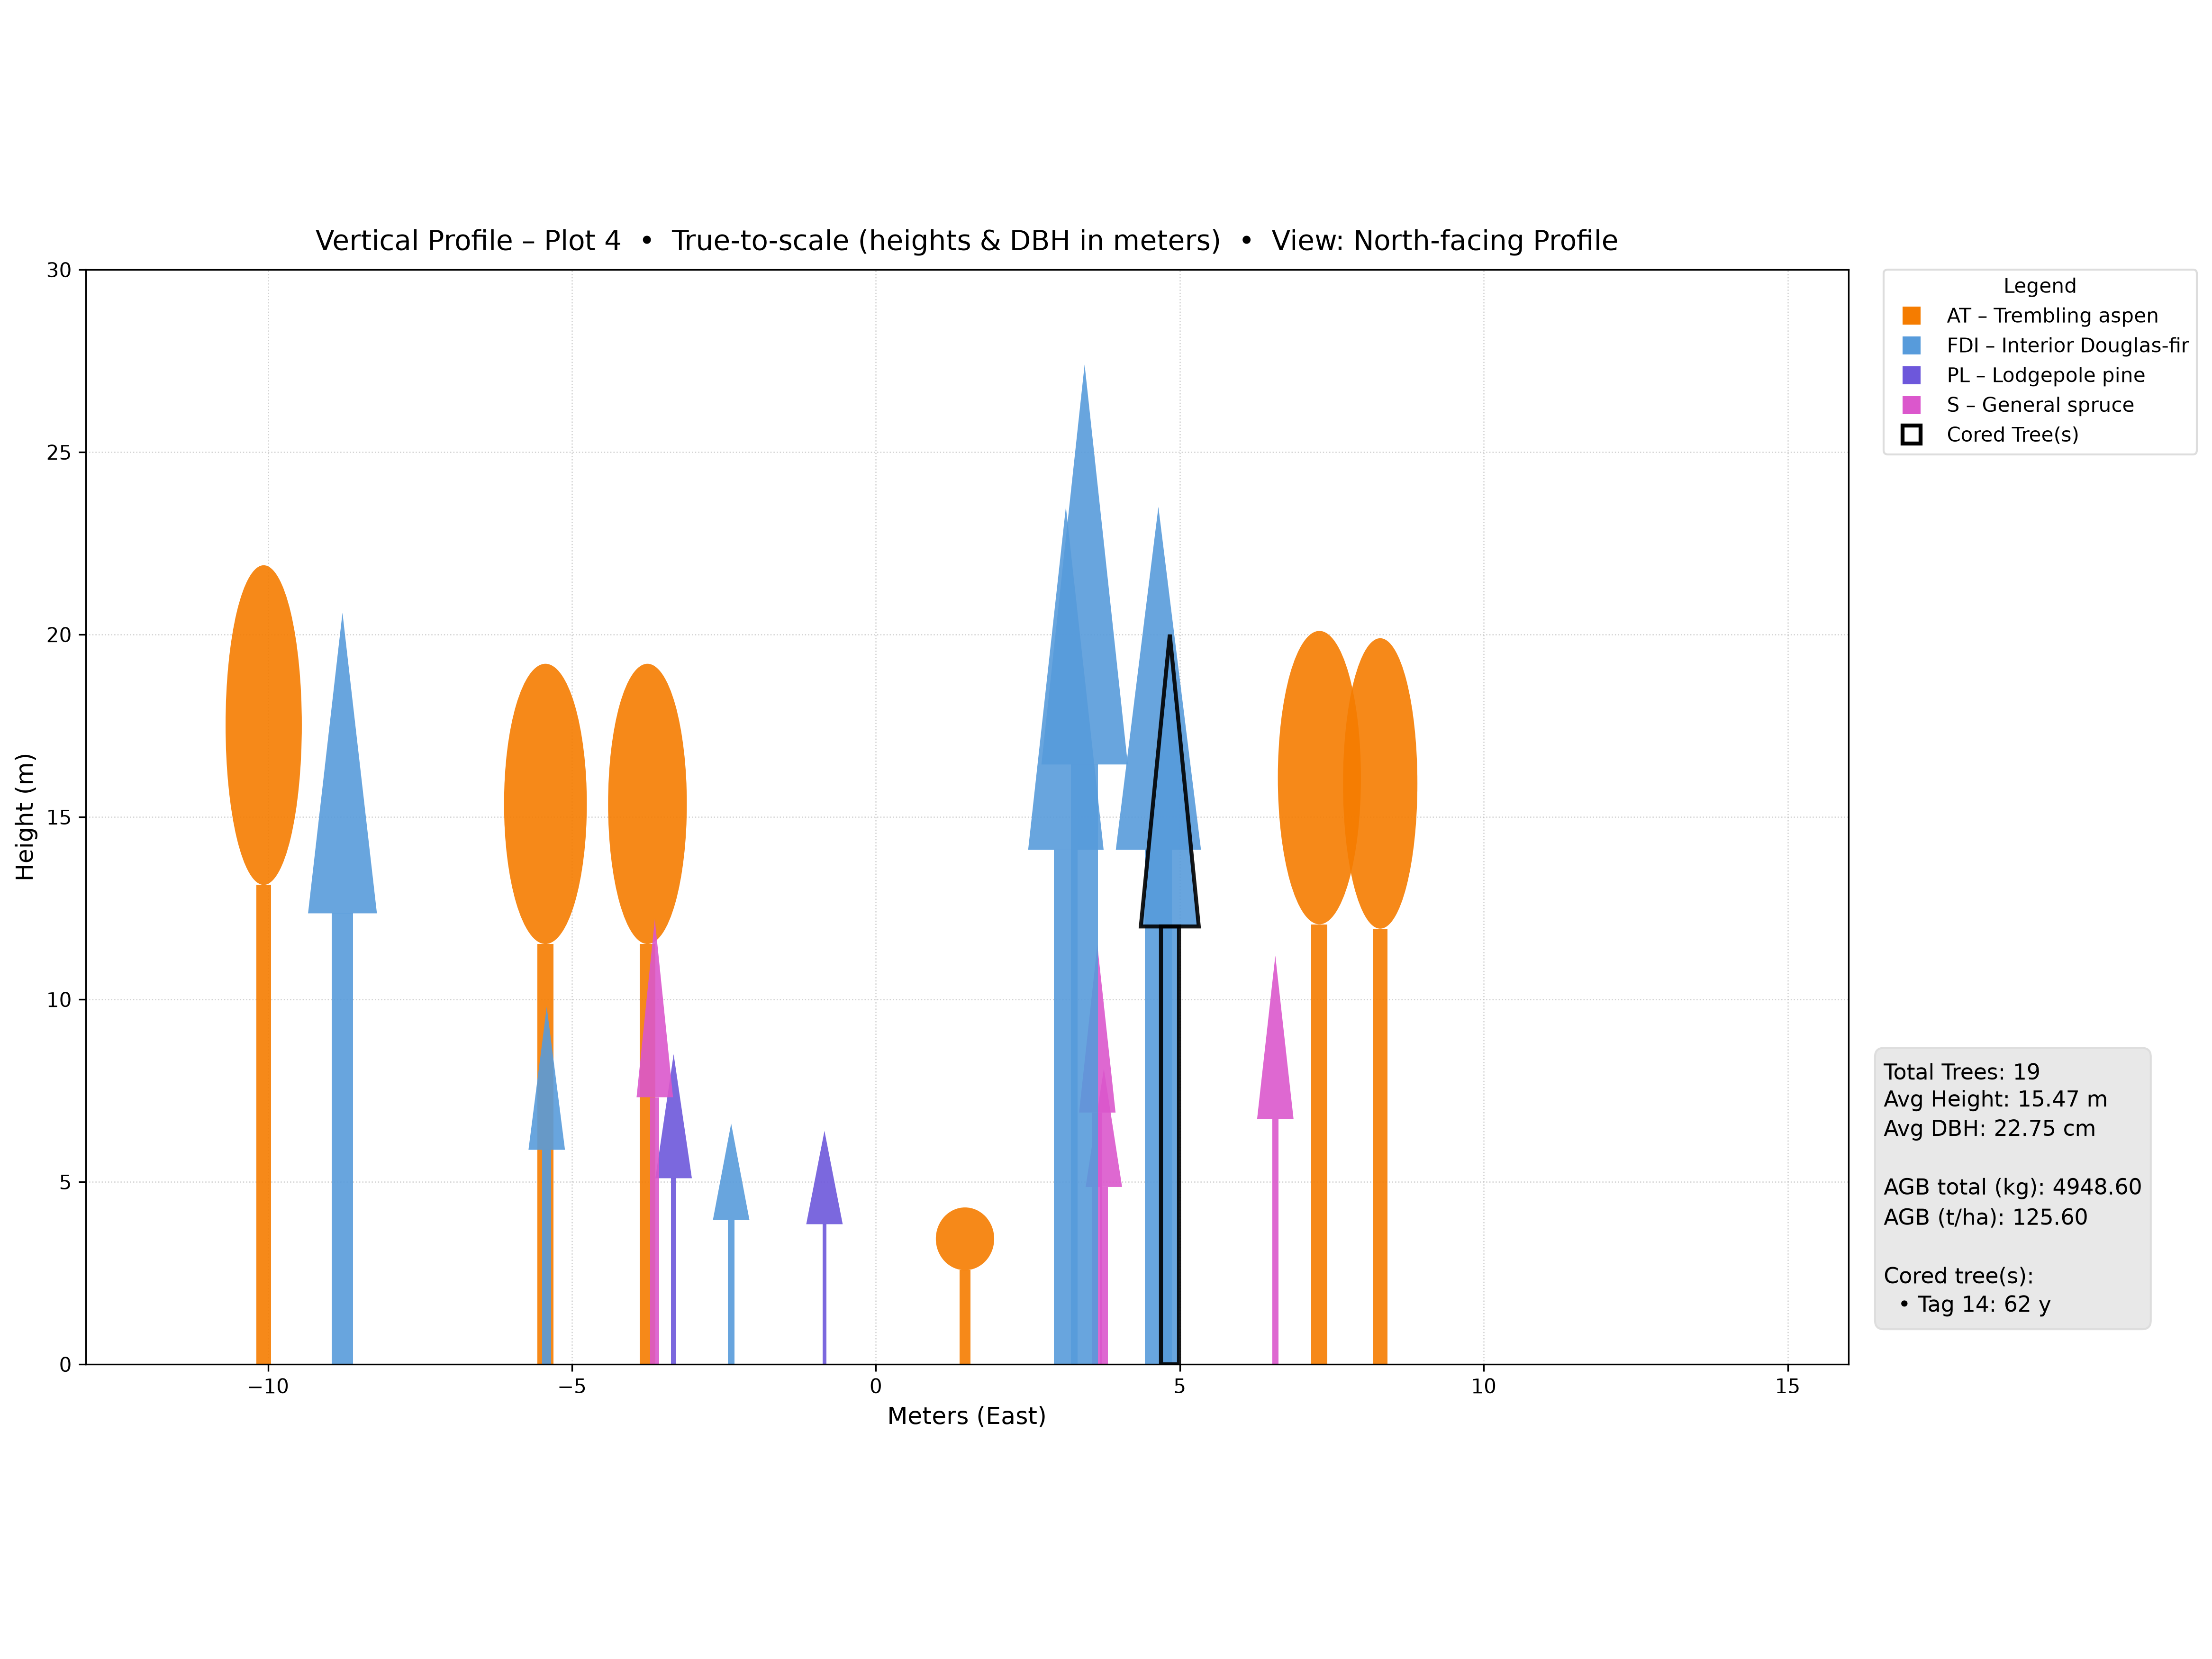 Vertical Profile – Plot 4 • True-to-scale (heights & DBH in meters) • View: North-facing Profile
30
25
20
15
10
5
0
Height (m)
−10
−5
0
5
10
15
Meters (East)
Legend
AT – Trembling aspen
FDI – Interior Douglas-fir
PL – Lodgepole pine
S – General spruce
Cored Tree(s)
Total Trees: 19
Avg Height: 15.47 m
Avg DBH: 22.75 cm
AGB total (kg): 4948.60
AGB (t/ha): 125.60
Cored tree(s):
• Tag 14: 62 y